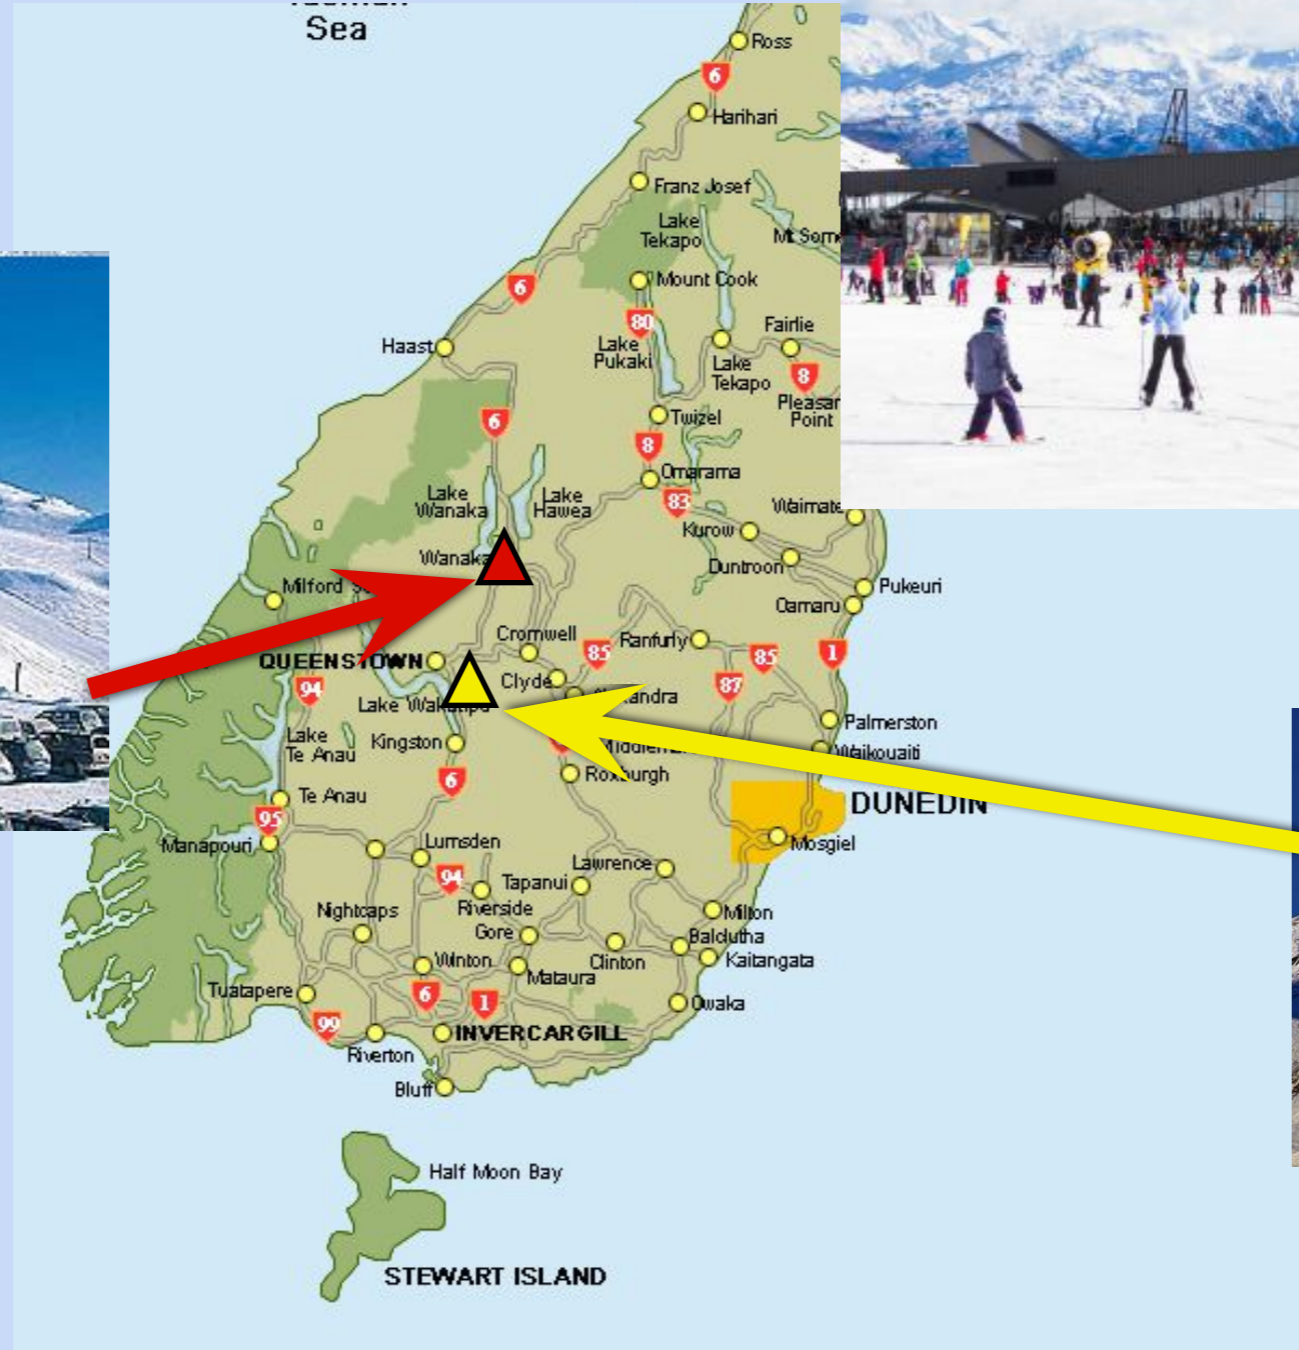 Sea
Ross
6
Harihari
Franz Josef
Lake
Tekapo
Mount Cook
6
80
Fairlie
Haast
Lake
Pukaki
Lake
Tekapo
8
Pleasan
Point
6
Twizel
8
Omarama
Lake
Wanaka
Lake
Hawea
83
Waimate
Kurow
Wanaka
Duntroon
Pukeuri
Milford
Oamaru
Cromwell
85
Ranfurly
85
1
QUEENSTOWN
94
Clyde
87
Lake
Palmerston
Lake
Te Anau
Kingston
Waikouaiti
6
Roxburgh
Te Anau
DUNEDIN
95
Manapouri
Lumsden
Mosgiel
94
Lawrence
Tapanui
Nightcaps
Riverside
Milton
Gore
Balclutha
Winton
Clinton
Kaitangata
Mataura
Tuatapere
6
1
Owaka
99
INVERCARGILL
Riverton
Bluff
Half Moon Bay
STEWART ISLAND